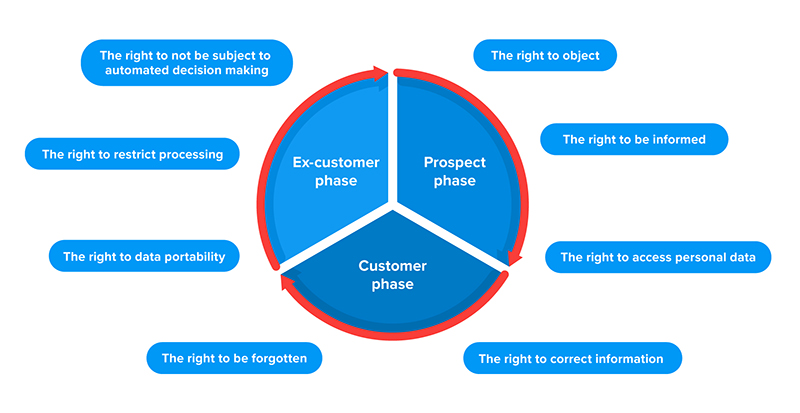 The right to not be subject to
automated decision making
The right to object
The right to restrict processing
The right to be informed
Ex-customer
phase
Prospect
phase
The right to data portability
The right to access personal data
Customer
phase
The right to be forgotten
The right to correct information